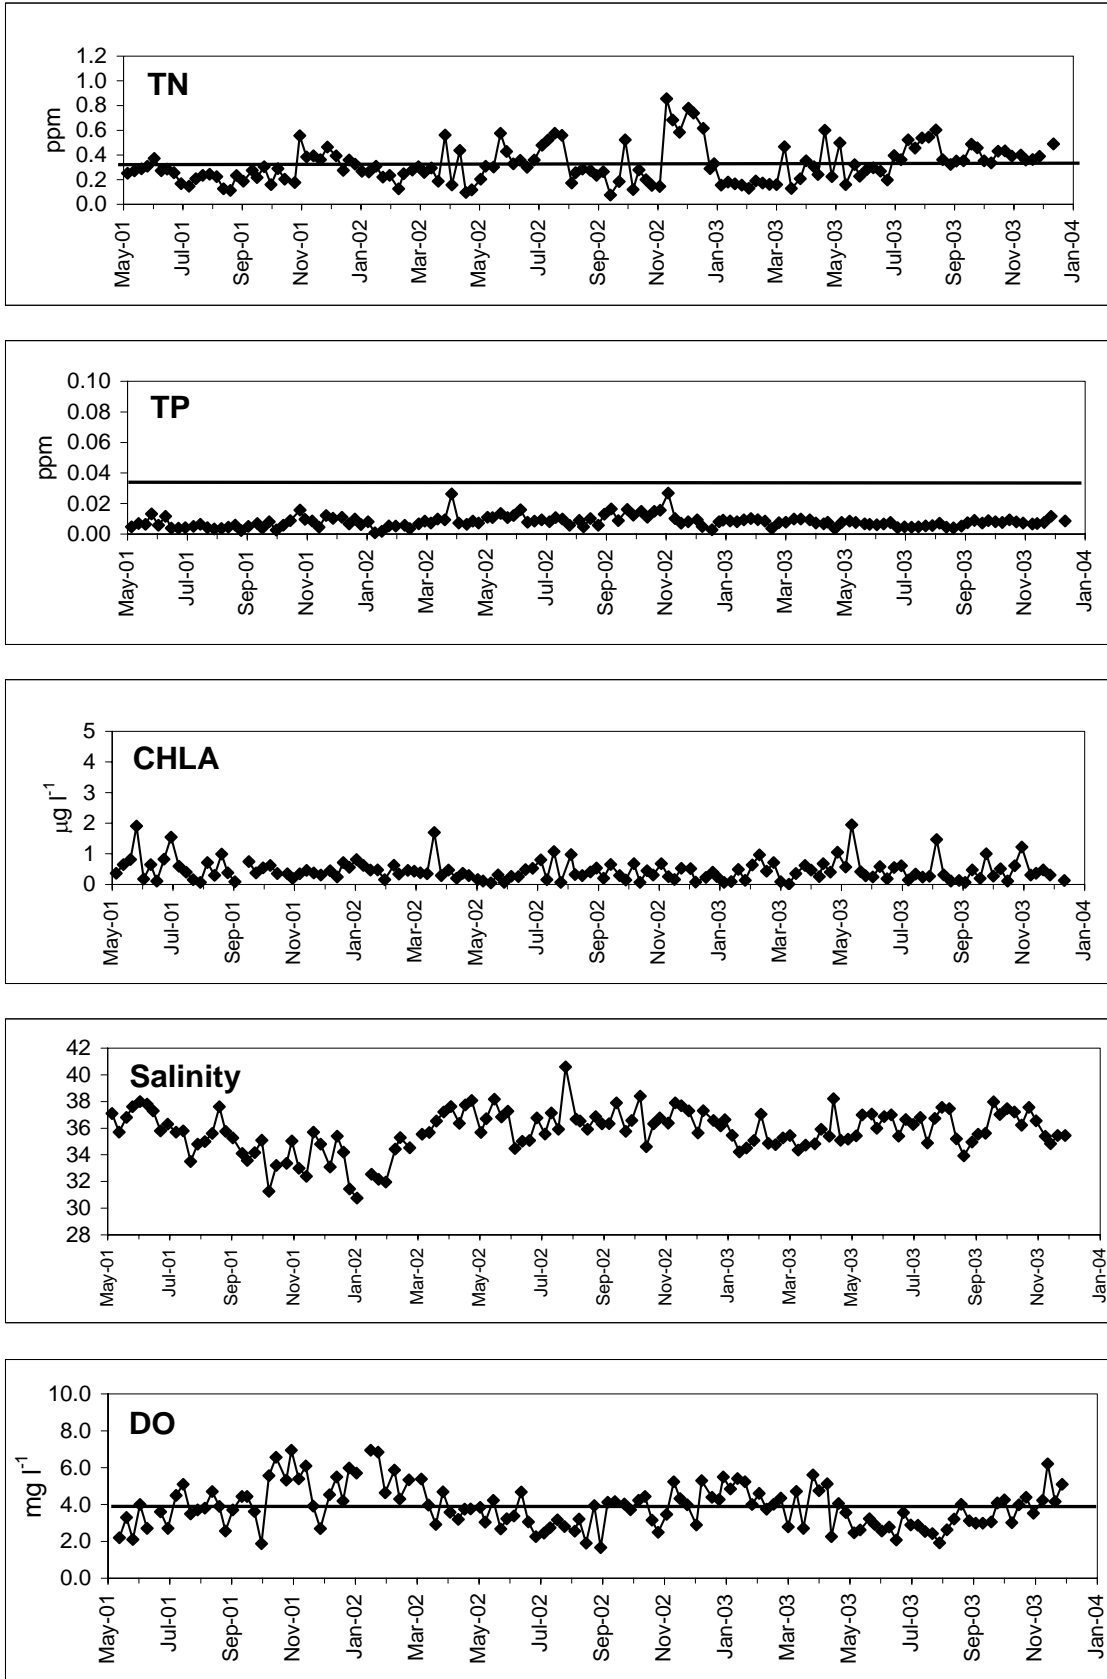 TN
ppm
1.2
1.0
0.8
0.6
0.4
0.2
0.0
May-01 Jul-01 Sep-01 Nov-01 Jan-02 Mar-02 May-02 Jul-02 Sep-02 Nov-02 Jan-03 Mar-03 May-03 Jul-03 Sep-03 Nov-03 Jan-04
TP
ppm
0.10
0.08
0.06
0.04
0.02
0.00
May-01 Jul-01 Sep-01 Nov-01 Jan-02 Mar-02 May-02 Jul-02 Sep-02 Nov-02 Jan-03 Mar-03 May-03 Jul-03 Sep-03 Nov-03 Jan-04
CHLA
µg l-1
5
4
3
2
1
0
May-01 Jul-01 Sep-01 Nov-01 Jan-02 Mar-02 May-02 Jul-02 Sep-02 Nov-02 Jan-03 Mar-03 May-03 Jul-03 Sep-03 Nov-03 Jan-04
Salinity
42
40
38
36
34
32
30
28
May-01 Jul-01 Sep-01 Nov-01 Jan-02 Mar-02 May-02 Jul-02 Sep-02 Nov-02 Jan-03 Mar-03 May-03 Jul-03 Sep-03 Nov-03 Jan-04
DO
mg l-1
10.0
8.0
6.0
4.0
2.0
0.0
May-01 Jul-01 Sep-01 Nov-01 Jan-02 Mar-02 May-02 Jul-02 Sep-02 Nov-02 Jan-03 Mar-03 May-03 Jul-03 Sep-03 Nov-03 Jan-04